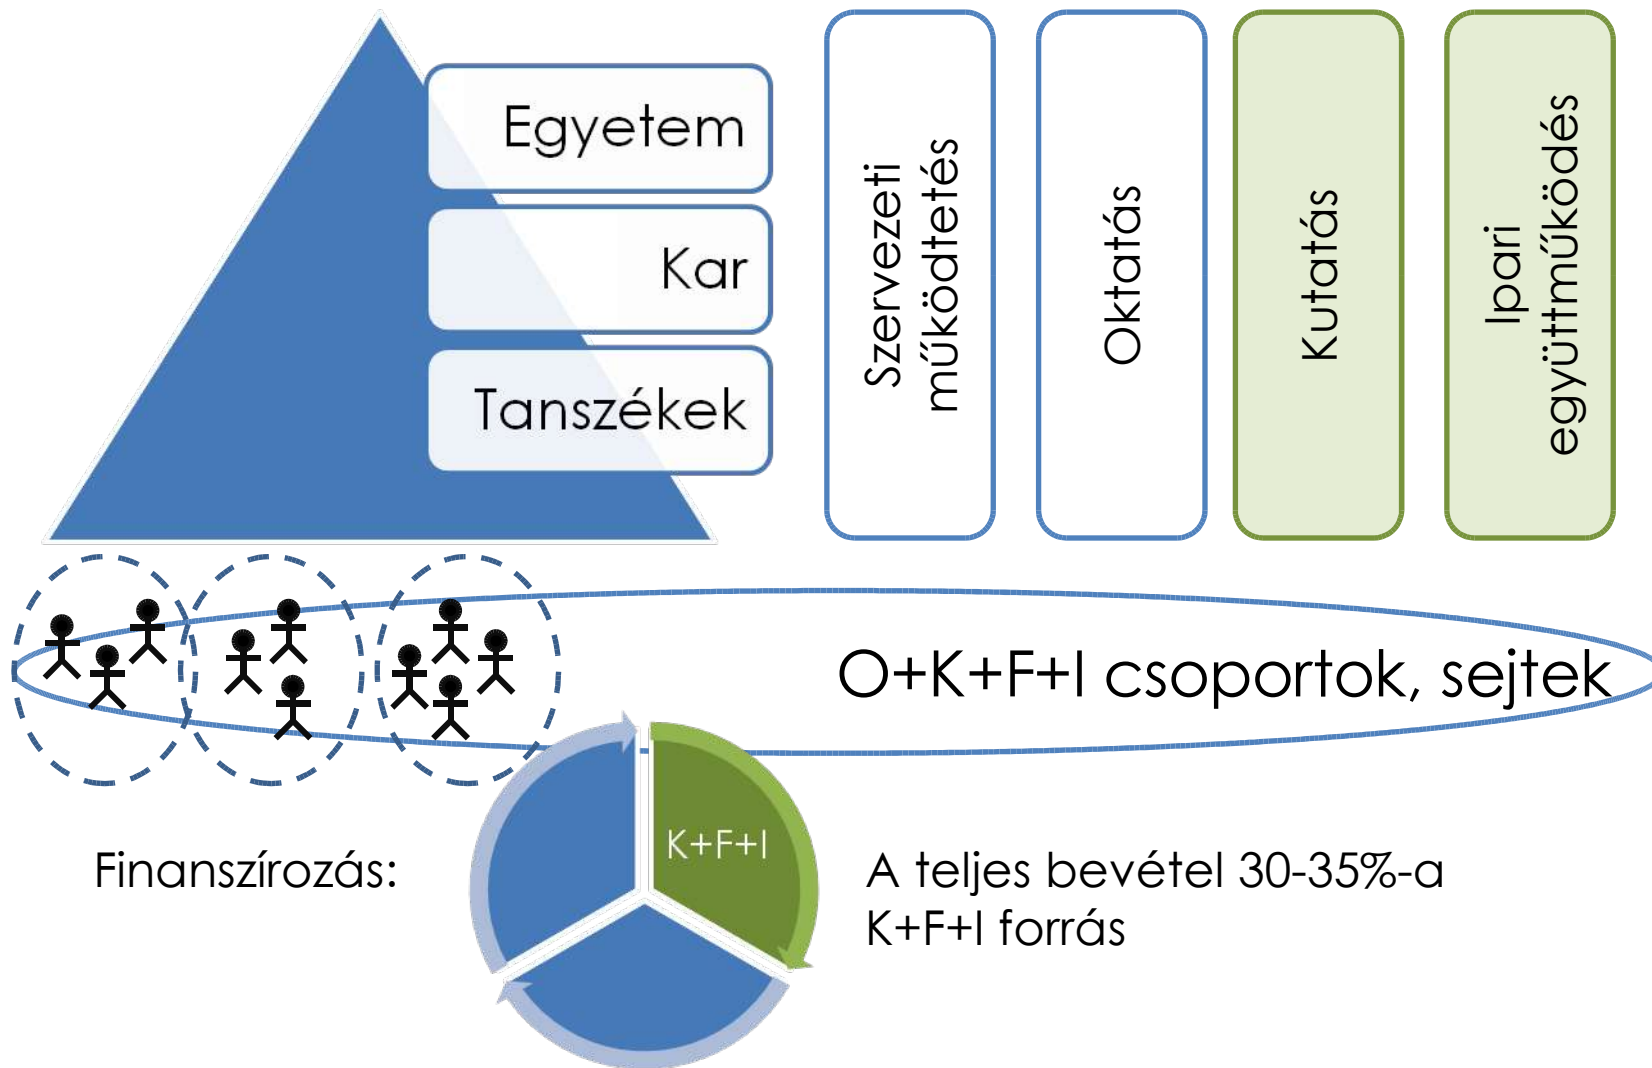 Egyetem
Kar
Tanszékek
Szervezeti
működtetés
Oktatás
Kutatás
Ipari
együttműködés
O+K+F+I csoportok, sejtek
Finanszírozás:
K+F+I
A teljes bevétel 30-35%-a
K+F+I forrás